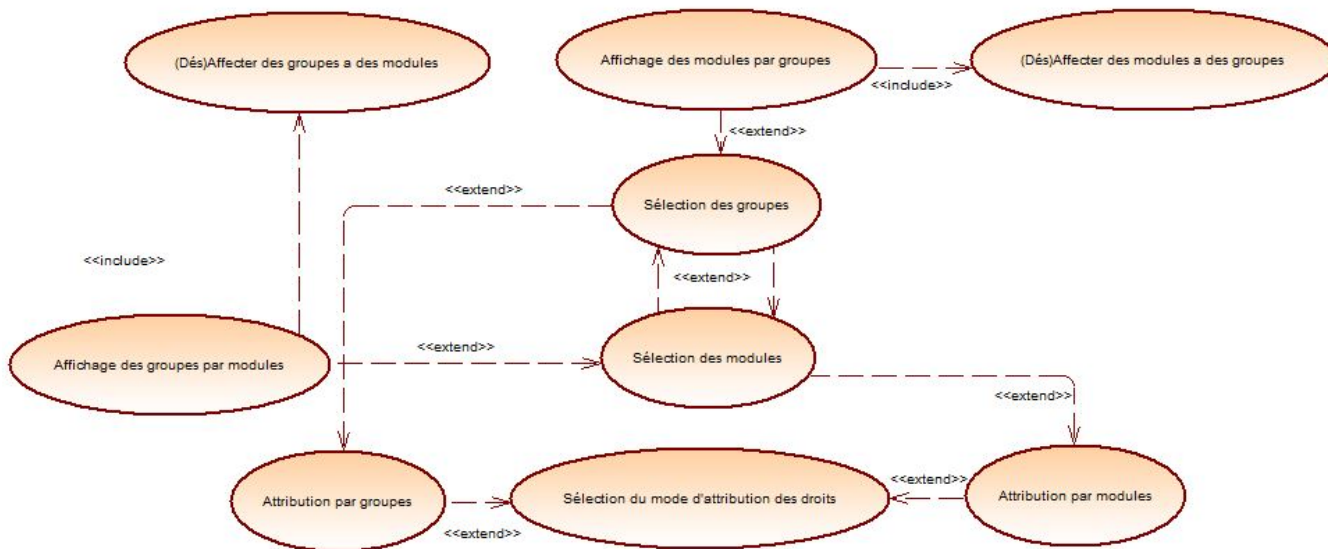 (Dés)Affecter des groupes a des modules
Affichage des modules par groupes
(Dés)Affecter des modules a des groupes
<<include>>
<<extend>>
<<extend>>
Sélection des groupes
<<include>>
<<extend>>
<<extend>>
Sélection des modules
Affichage des groupes par modules
<<extend>>
<<extend>>
Attribution par groupes
Sélection du mode d'attribution des droits
Attribution par modules
<<extend>>